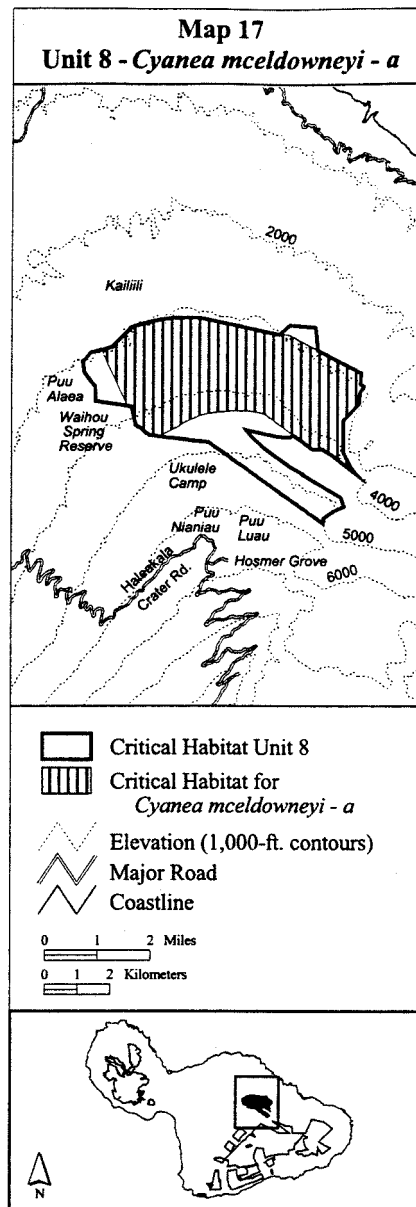 Map 17
Unit 8 - Cyanea mceldowneyi - a
2000
Kailiili
Puu
Alaea
Waihou
Spring
Reserve
Ukulele
Camp
4000
Puu
Nianiau
Puu
Luau
5000
Haleakala
Crater Rd.
Hosmer Grove
6000
Critical Habitat Unit 8
Critical Habitat for
Cyanea mceldowneyi - a
Elevation (1,000-ft. contours)
Major Road
Coastline
0 1 2 Miles
0 1 2 Kilometers
N